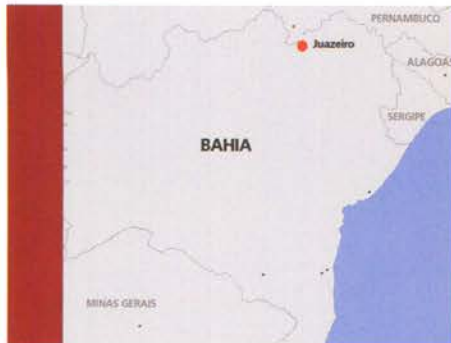 PERNAMBUCO
Juazeiro
ALAGOAS
SERGIPE
BAHIA
MINAS GERAIS